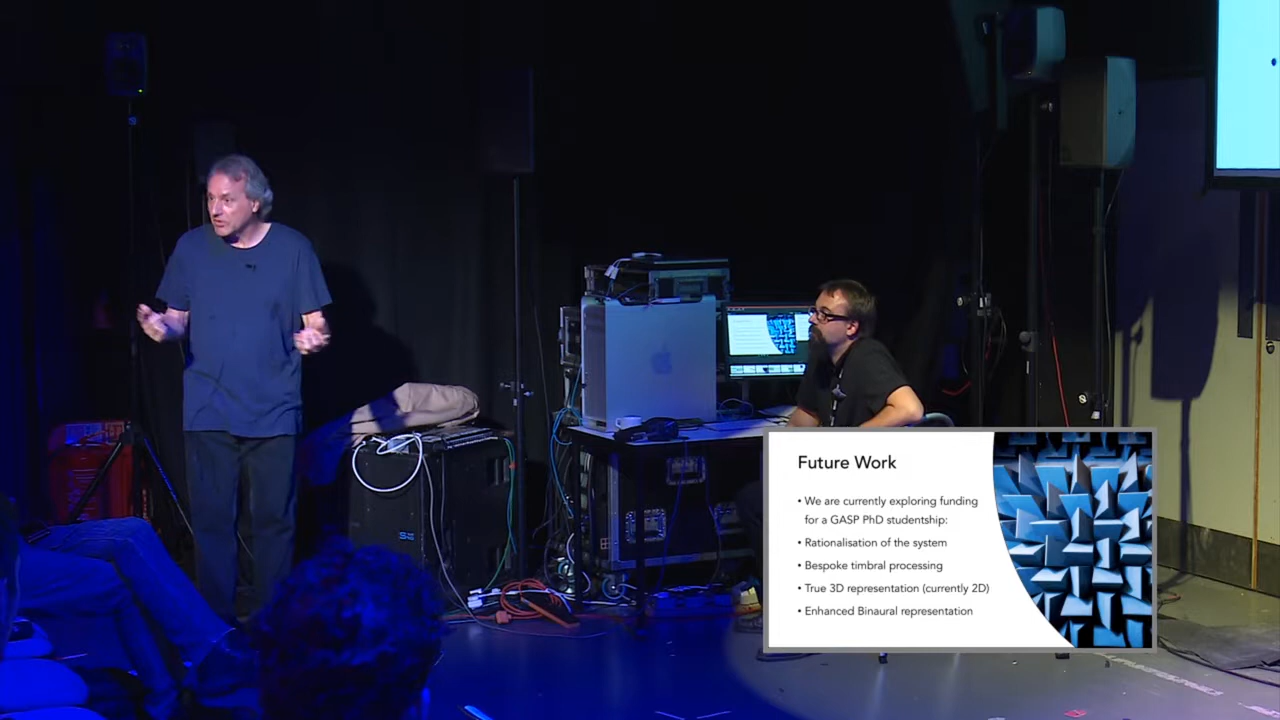 Future Work
• We are currently exploring funding
for a GASP PhD studentship:
• Rationalisation of the system
• Bespoke timbral processing
• True 3D representation (currently 2D)
• Enhanced Binaural representation